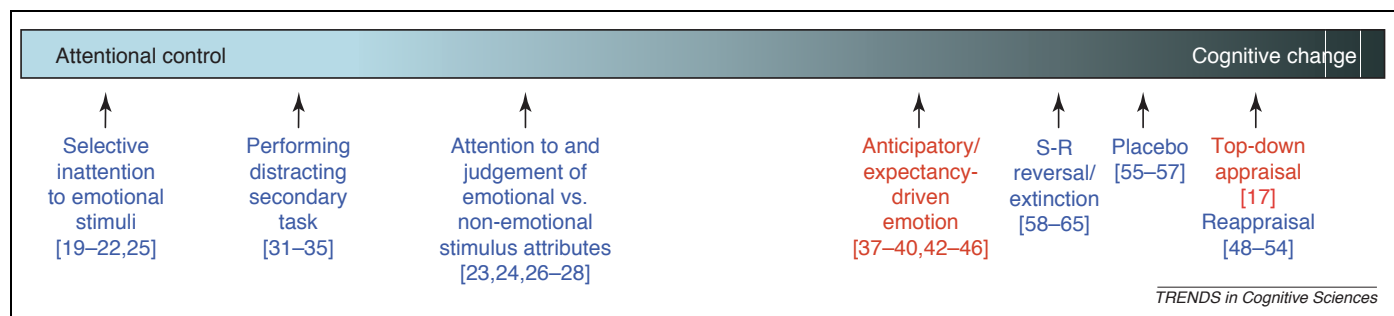 Attentional control
Cognitive change
Selective
inattention
to emotional
stimuli
[19–22,25]
Performing
distracting
secondary
task
[31–35]
Attention to and
judgement of
emotional vs.
non-emotional
stimulus attributes
[23,24,26–28]
Anticipatory/
expectancy-
driven
emotion
[37–40,42–46]
S-R
reversal/
extinction
[58–65]
Placebo
[55–57]
Top-down
appraisal
[17]
Reappraisal
[48–54]
TRENDS in Cognitive Sciences